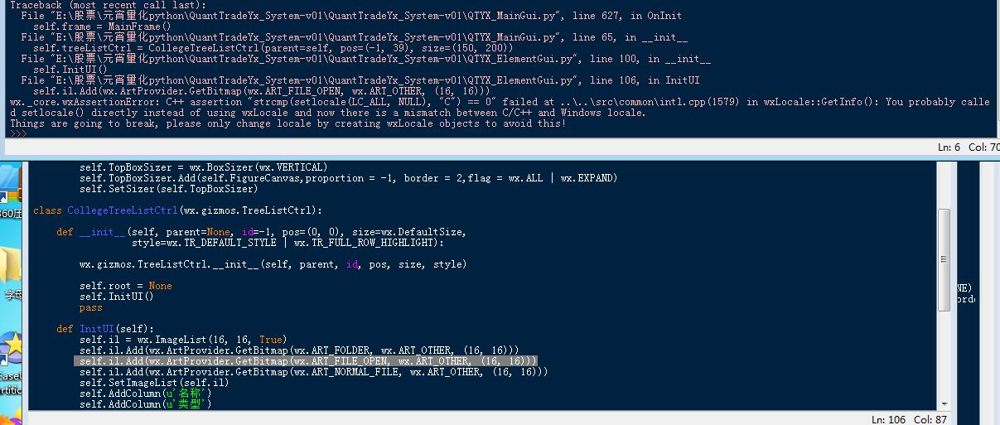 Traceback (most recent call last):
File "E:\股票\元宵量化python\QuantTradeYx_System-v01\QuantTradeYx_System-v01\QTYX_MainGui.py", line 627, in OnInit
self.frame = MainFrame()
File "E:\股票\元宵量化python\QuantTradeYx_System-v01\QuantTradeYx_System-v01\QTYX_MainGui.py", line 65, in __init__
self.treeListCtrl = CollegeTreeListCtrl(parent=self, pos=(-1, 39), size=(150, 200))
File "E:\股票\元宵量化python\QuantTradeYx_System-v01\QuantTradeYx_System-v01\QTYX_ElementGui.py", line 100, in __init__
self.InitUI()
File "E:\股票\元宵量化python\QuantTradeYx_System-v01\QuantTradeYx_System-v01\QTYX_ElementGui.py", line 106, in InitUI
self.il.Add(wx.ArtProvider.GetBitmap(wx.ART_FILE_OPEN, wx.ART_OTHER, (16, 16)))
wx._core.wxAssertionError: C++ assertion "strcmp(setlocale(LC_ALL, NULL), "C") == 0" failed at ..\..\src\common\intl.cpp(1579) in wxLocale::GetInfo(): You probably calle
d setlocale() directly instead of using wxLocale and now there is a mismatch between C/C++ and Windows locale.
Things are going to break, please only change locale by creating wxLocale objects to avoid this!
>>>
Ln: 6 Col: 70
self.TopBoxSizer = wx.BoxSizer(wx.VERTICAL)
self.TopBoxSizer.Add(self.FigureCanvas,proportion = -1, border = 2,flag = wx.ALL | wx.EXPAND)
self.SetSizer(self.TopBoxSizer)
class CollegeTreeListCtrl(wx.gizmos.TreeListCtrl):
def __init__(self, parent=None, id=-1, pos=(0, 0), size=wx.DefaultSize,
style=wx.TR_DEFAULT_STYLE | wx.TR_FULL_ROW_HIGHLIGHT):
wx.gizmos.TreeListCtrl.__init__(self, parent, id, pos, size, style)
self.root = None
self.InitUI()
pass
def InitUI(self):
self.il = wx.ImageList(16, 16, True)
self.il.Add(wx.ArtProvider.GetBitmap(wx.ART_FOLDER, wx.ART_OTHER, (16, 16)))
self.il.Add(wx.ArtProvider.GetBitmap(wx.ART_FILE_OPEN, wx.ART_OTHER, (16, 16)))
self.il.Add(wx.ArtProvider.GetBitmap(wx.ART_NORMAL_FILE, wx.ART_OTHER, (16, 16)))
self.SetImageList(self.il)
self.AddColumn(u'名称')
self.AddColumn(u'类型')
Ln: 106 Col: 87
360压
字母
NE)